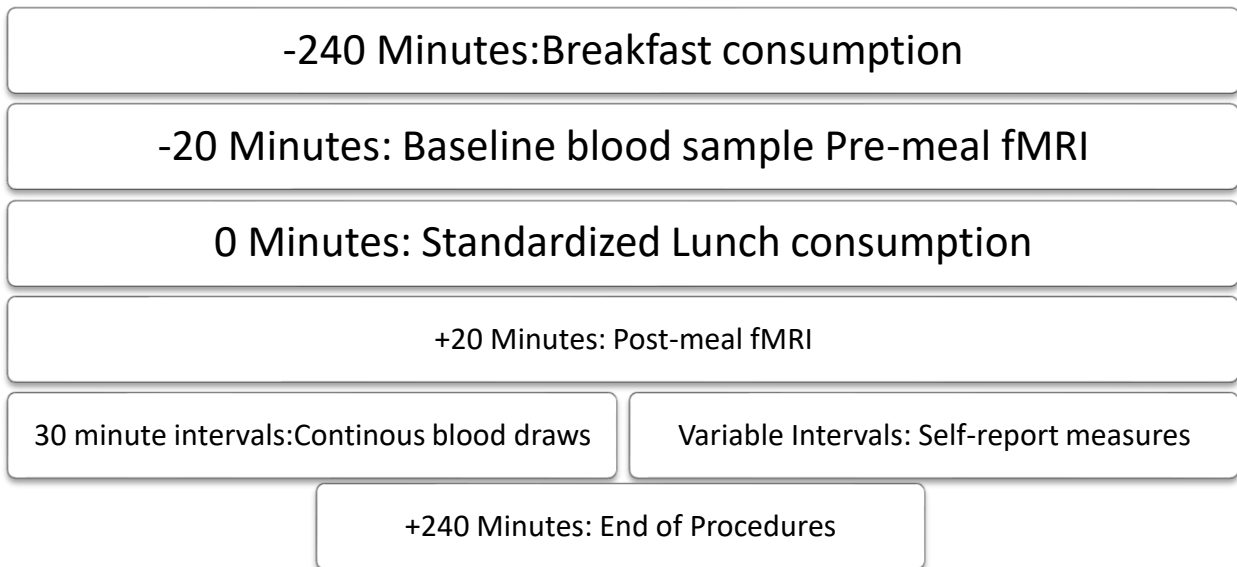 -240 Minutes:Breakfast consumption
-20 Minutes: Baseline blood sample Pre-meal fMRI
0 Minutes: Standardized Lunch consumption
+20 Minutes: Post-meal fMRI
30 minute intervals:Continous blood draws
Variable Intervals: Self-report measures
+240 Minutes: End of Procedures